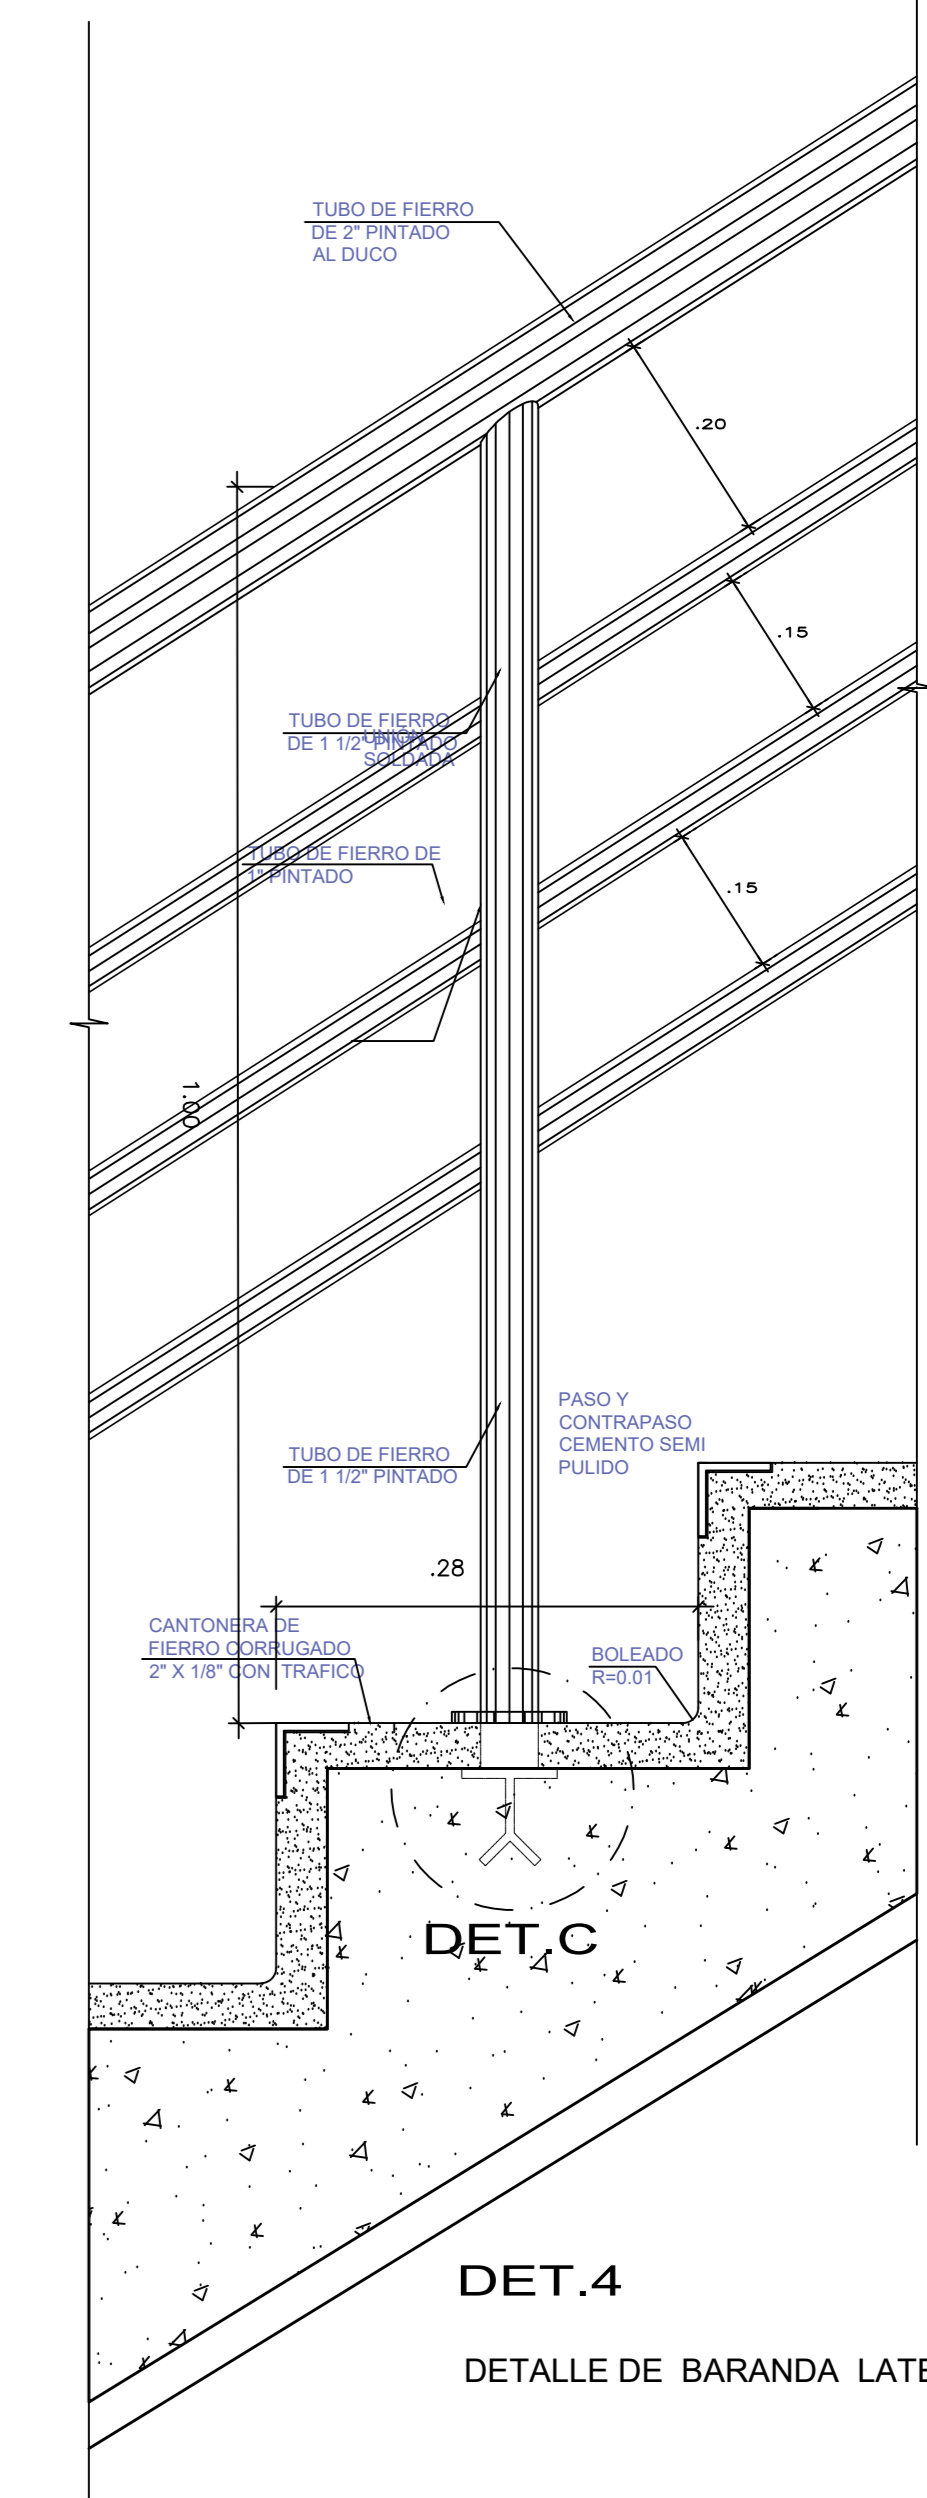 TUBO DE FIERRO
DE 2" PINTADO
AL DUCO
.20
.15
TUBO DE FIERRO
DE 1 1/2" PINTADO
UNION
SOLDADA
TUBO DE FIERRO DE
1" PINTADO
.15
1.00
PASO Y
CONTRAPASO
CEMENTO SEMI
PULIDO
TUBO DE FIERRO
DE 1 1/2" PINTADO
.28
CANTONERA DE
FIERRO CORRUGADO
2" X 1/8" CON TRAFICO
BOLEADO
R=0.01
DET.C
DET.4
DETALLE DE BARANDA LATE